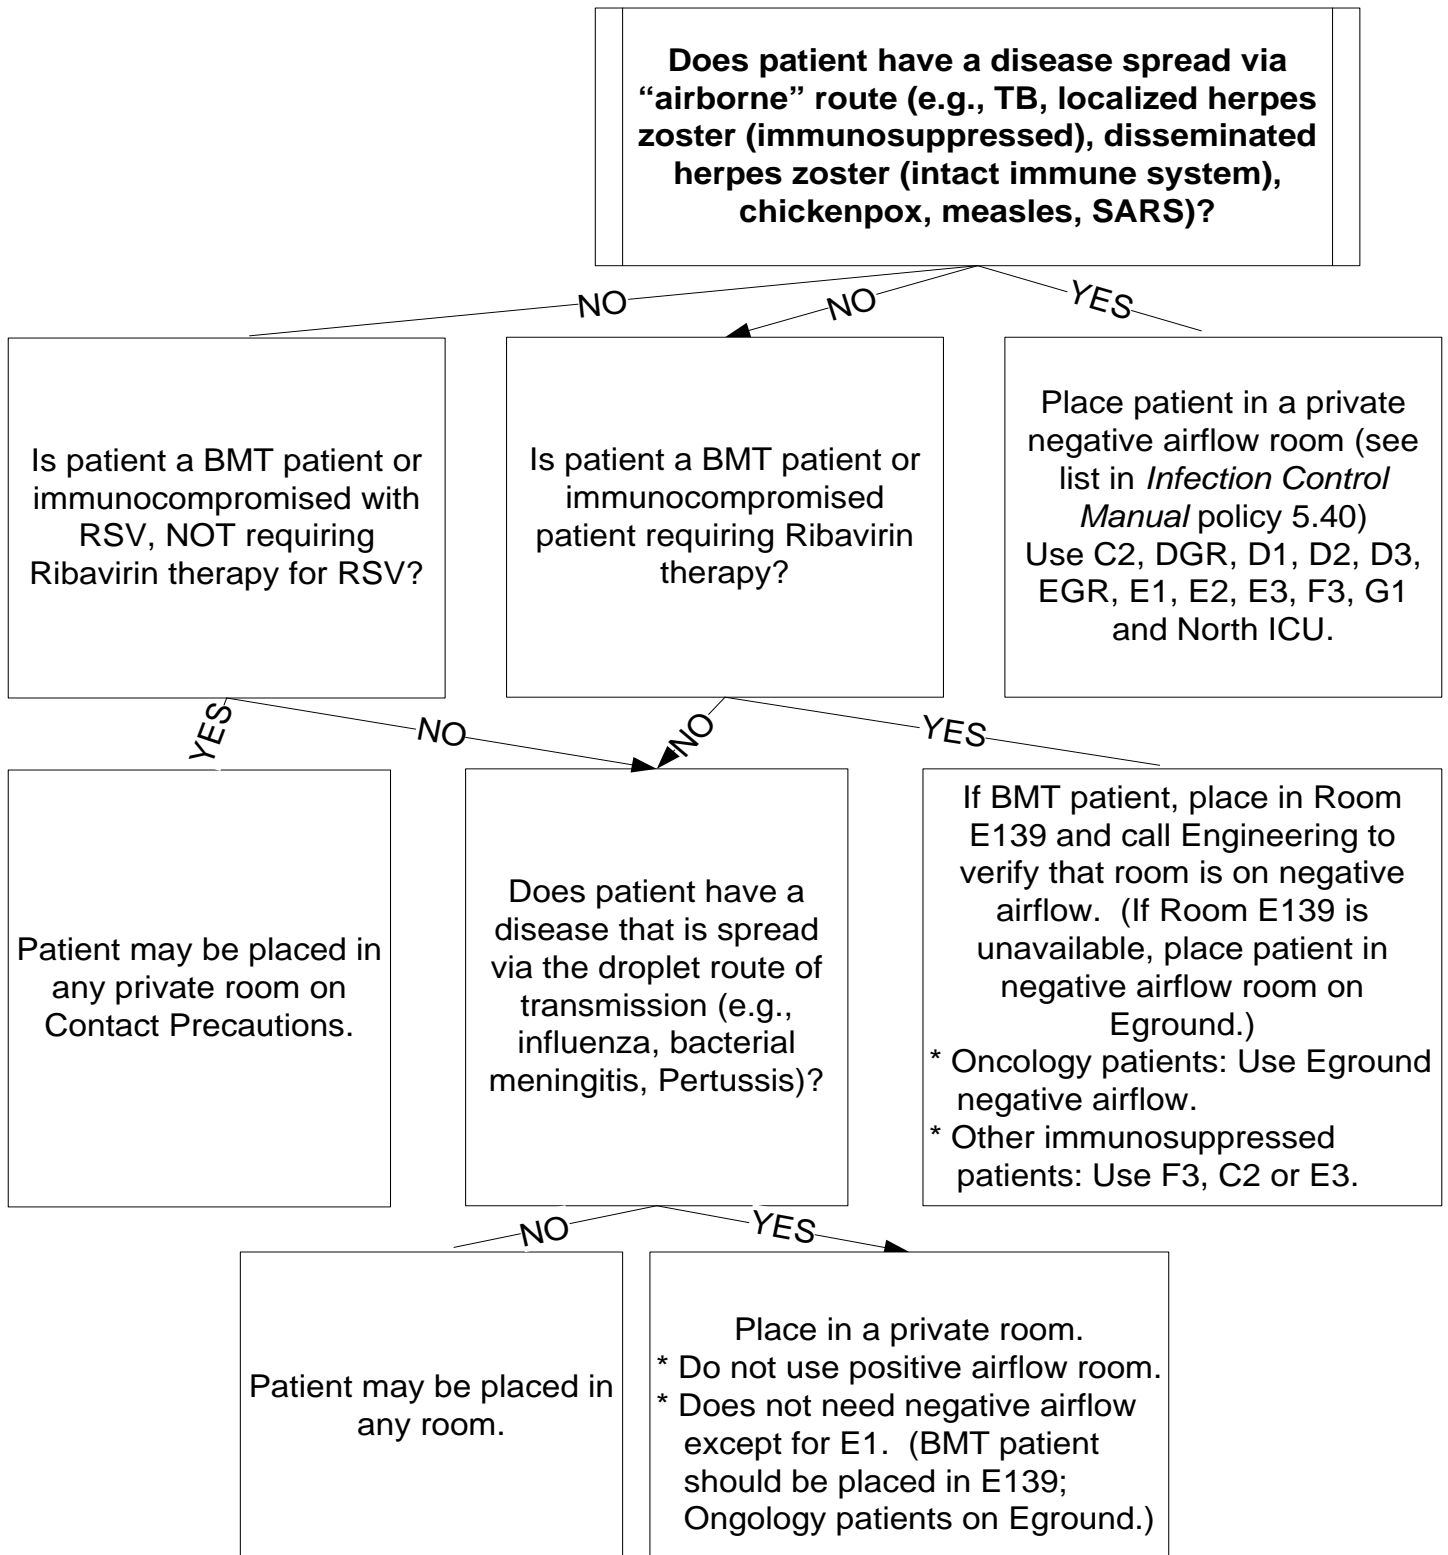 Does patient have a disease spread via
“airborne” route (e.g., TB, localized herpes
zoster (immunosuppressed), disseminated
herpes zoster (intact immune system),
chickenpox, measles, SARS)?
NO
NO
YES
Is patient a BMT patient or
immunocompromised with
RSV, NOT requiring
Ribavirin therapy for RSV?
Is patient a BMT patient or
immunocompromised
patient requiring Ribavirin
therapy?
Place patient in a private
negative airflow room (see
list in Infection Control
Manual policy 5.40)
Use C2, DGR, D1, D2, D3,
EGR, E1, E2, E3, F3, G1
and North ICU.
YES
NO
NO
YES
Patient may be placed in
any private room on
Contact Precautions.
Does patient have a
disease that is spread
via the droplet route of
transmission (e.g.,
influenza, bacterial
meningitis, Pertussis)?
If BMT patient, place in Room
E139 and call Engineering to
verify that room is on negative
airflow.  (If Room E139 is
unavailable, place patient in
negative airflow room on
Eground.)
* Oncology patients: Use Eground
negative airflow.
* Other immunosuppressed
patients: Use F3, C2 or E3.
NO
YES
Patient may be placed in
any room.
Place in a private room.
* Do not use positive airflow room.
* Does not need negative airflow
except for E1.  (BMT patient
should be placed in E139;
Ongology patients on Eground.)